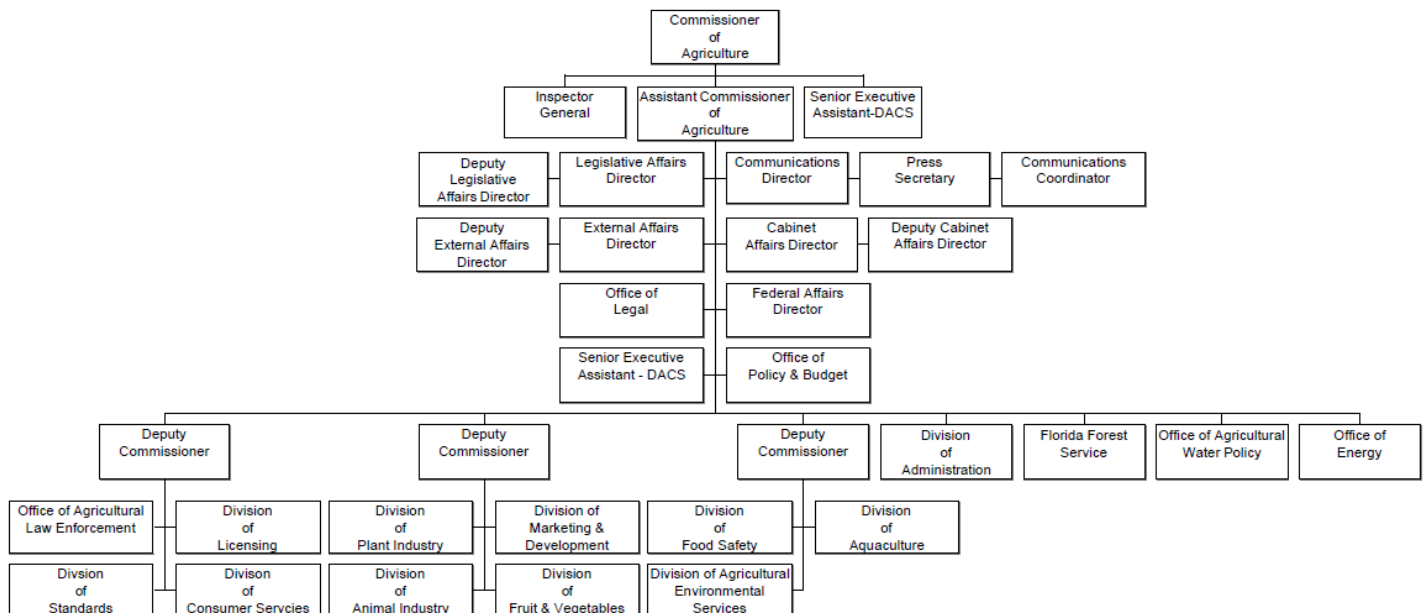 Commissioner
of
Agriculture
Inspector
General
Assistant Commissioner
of
Agriculture
Senior Executive
Assistant-DACS
Deputy
Legislative
Affairs Director
Legislative Affairs
Director
Communications
Director
Press
Secretary
Communications
Coordinator
Deputy
External Affairs
Director
External Affairs
Director
Cabinet
Affairs Director
Deputy Cabinet
Affairs Director
Office of
Legal
Federal Affairs
Director
Senior Executive
Assistant - DACS
Office of
Policy & Budget
Deputy
Commissioner
Deputy
Commissioner
Deputy
Commissioner
Division
of
Administration
Florida Forest
Service
Office of Agricultural
Water Policy
Office of
Energy
Office of Agricultural
Law Enforcement
Division
of
Licensing
Division
of
Plant Industry
Division of
Marketing &
Development
Division
of
Food Safety
Division
of
Aquaculture
Divsion
of
Standards
Divison
of
Consumer Servcies
Division
of
Animal Industry
Division
of
Fruit & Vegetables
Division of Agricultural
Environmental
Services